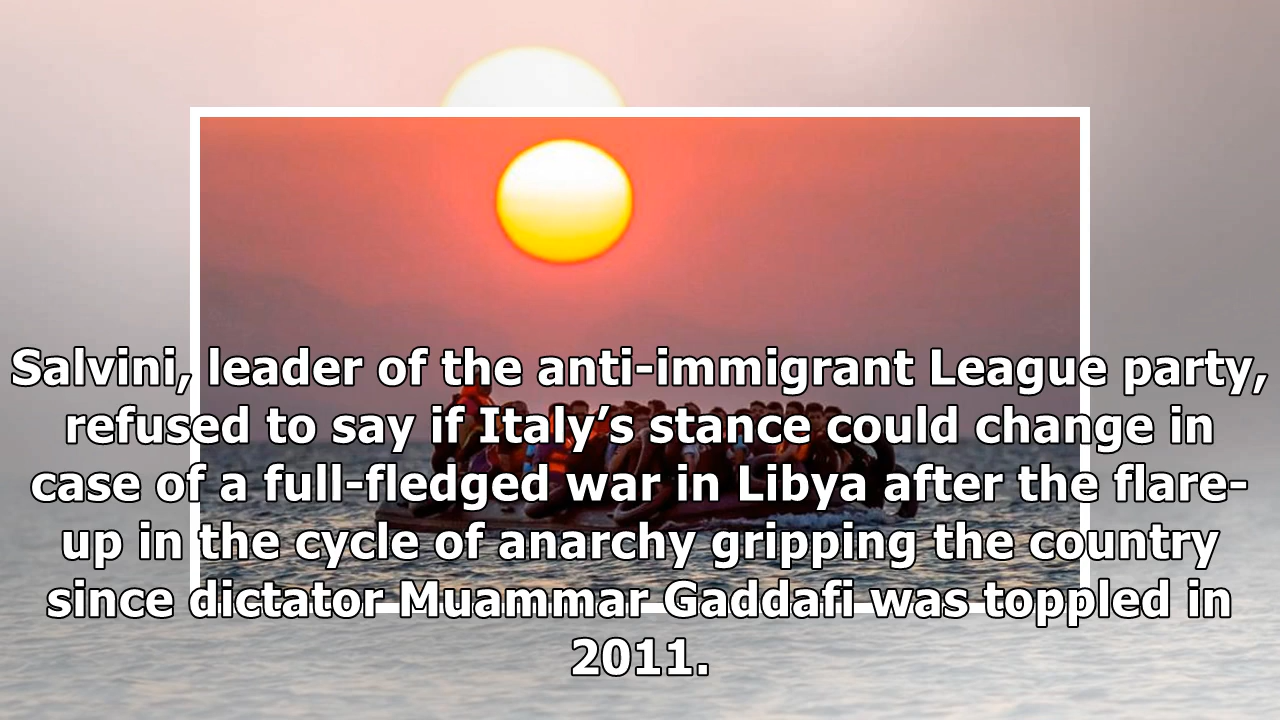 Salvini, leader of the anti-immigrant League party,
refused to say if Italy’s stance could change in
case of a full-fledged war in Libya after the flare-
up in the cycle of anarchy gripping the country
since dictator Muammar Gaddafi was toppled in
2011.